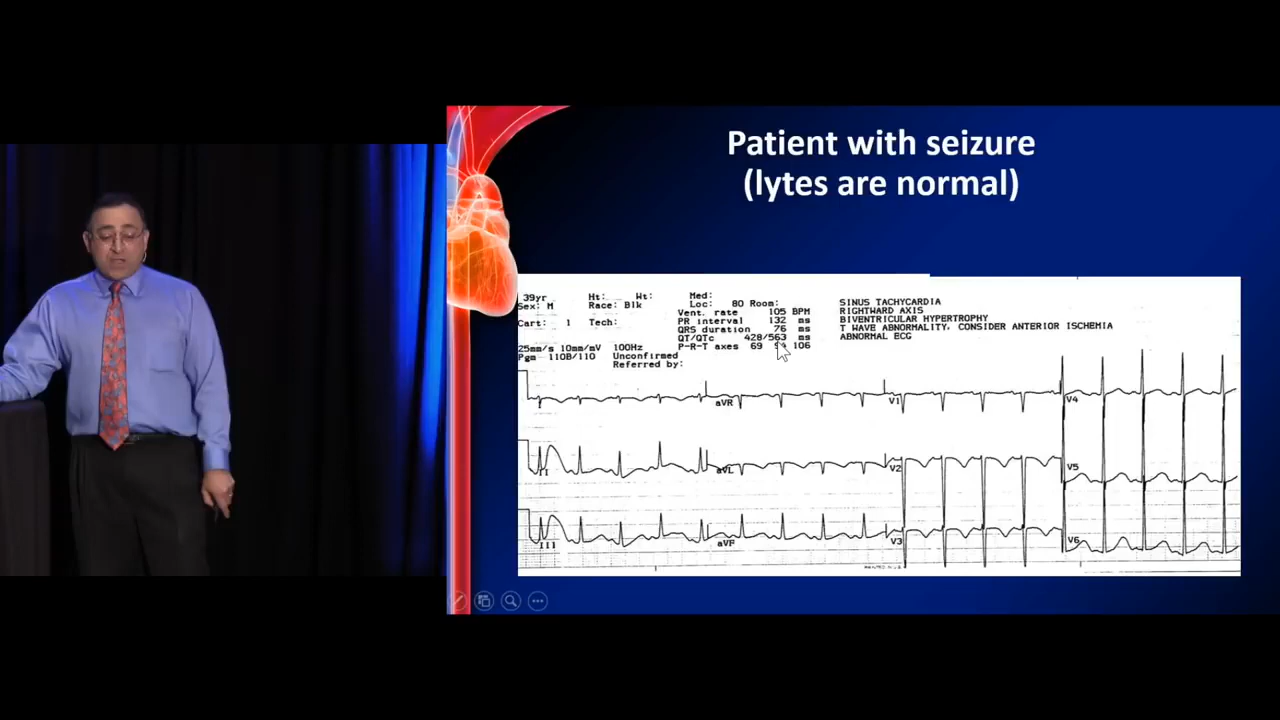 Patient with seizure
(lytes are normal)
39yr Ht: Wt: Med:
Sex: M Race: Blk Loc: 80 Room:
Cart: 1 Tech:
Vent. rate 105 BPM
PR interval 132 ms
QRS duration 76 ms
QT/QTc 428/563 ms
P-R-T axes 69 106
SINUS TACHYCARDIA
RIGHTWARD AXIS
BIVENTRICULAR HYPERTROPHY
T WAVE ABNORMALITY, CONSIDER ANTERIOR ISCHEMIA
ABNORMAL ECG
25mm/s 10mm/mV 100Hz
Pgm 110B/110 Unconfirmed
Referred by:
I aVR V1 V4
II aVL V2 V5
III aVF V3 V6